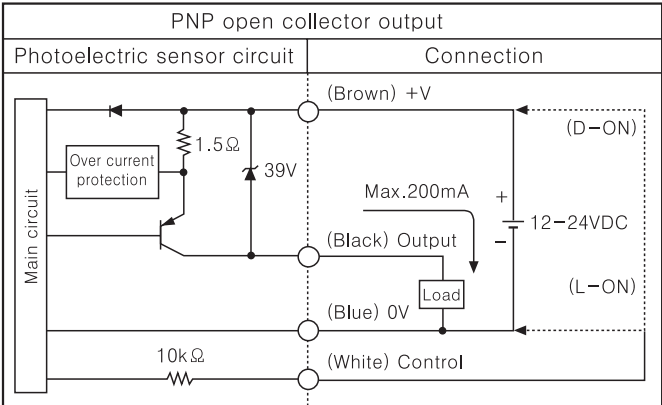 PNP open collector output
Photoelectric sensor circuit
Connection
(Brown) +V
(D-ON)
1.5Ω
Over current
protection
39V
Max.200mA
+
12-24VDC
-
Main circuit
(Black) Output
Load
(L-ON)
(Blue) 0V
10kΩ
(White) Control